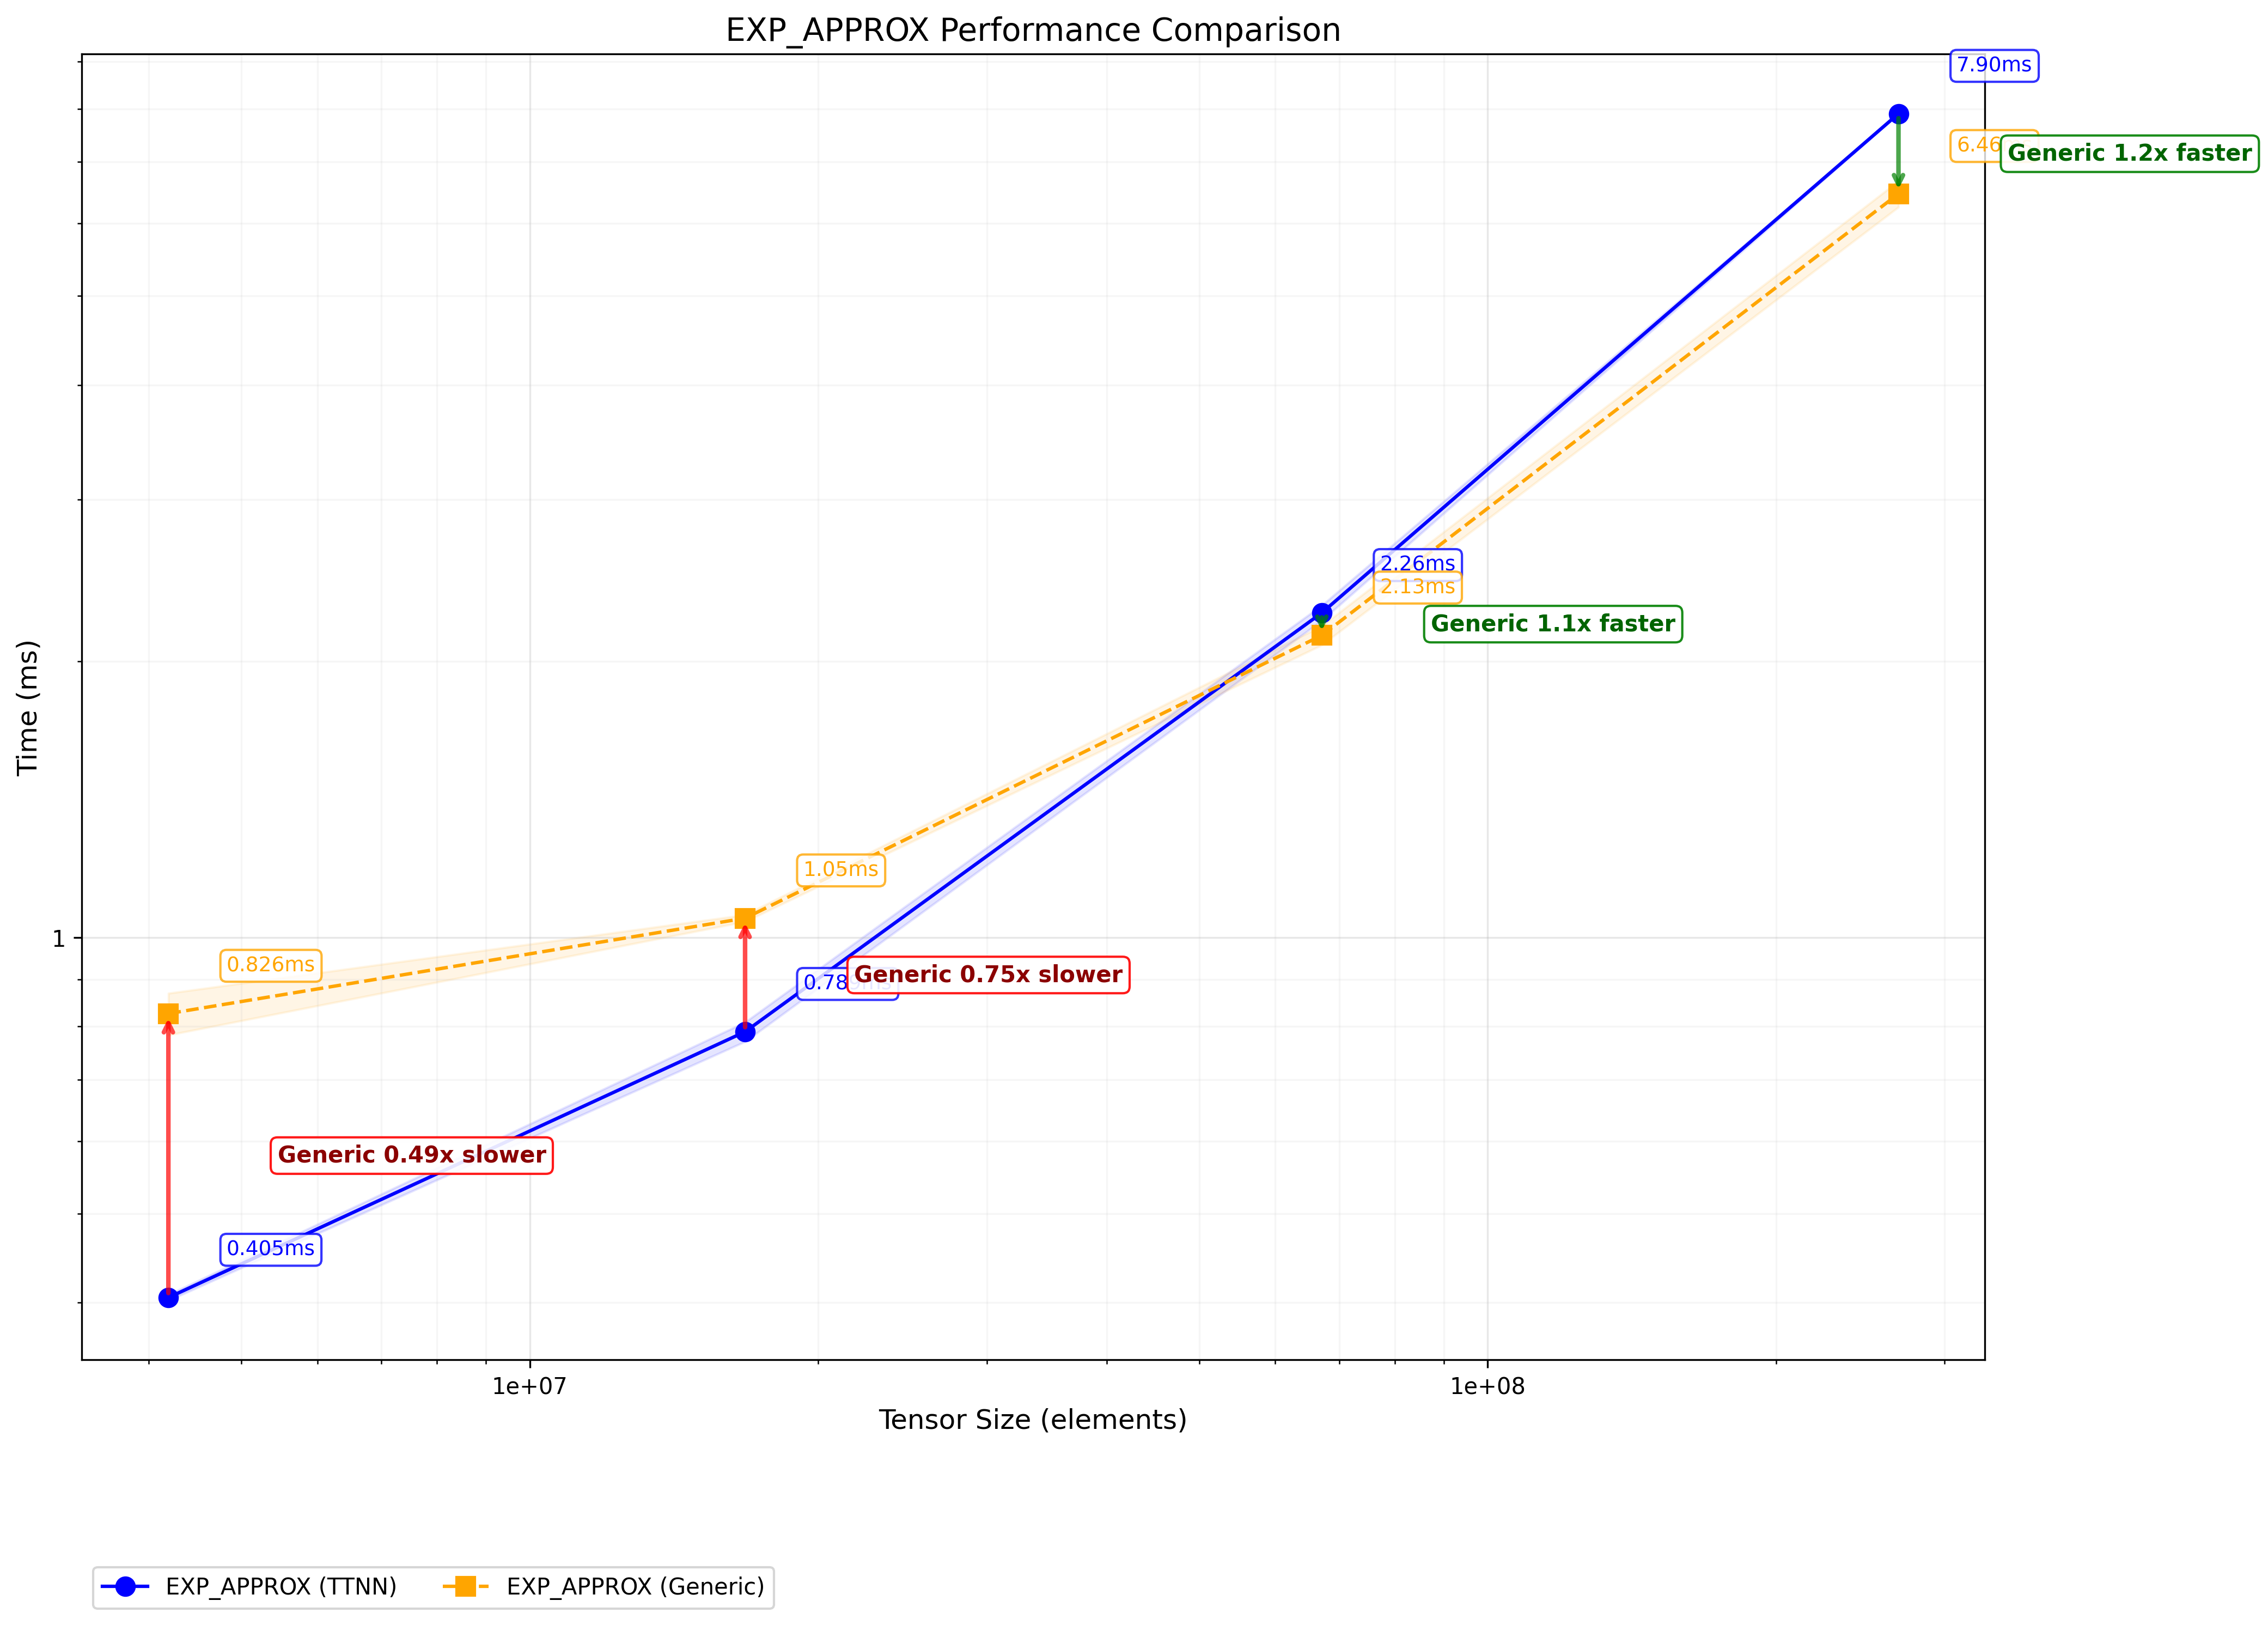 EXP_APPROX Performance Comparison
7.90ms
6.46
Generic 1.2x faster
2.26ms
2.13ms
Generic 1.1x faster
1.05ms
0.826ms
0.78
Generic 0.75x slower
Generic 0.49x slower
0.405ms
Time (ms)
1
1e+07
1e+08
Tensor Size (elements)
EXP_APPROX (TTNN)
EXP_APPROX (Generic)